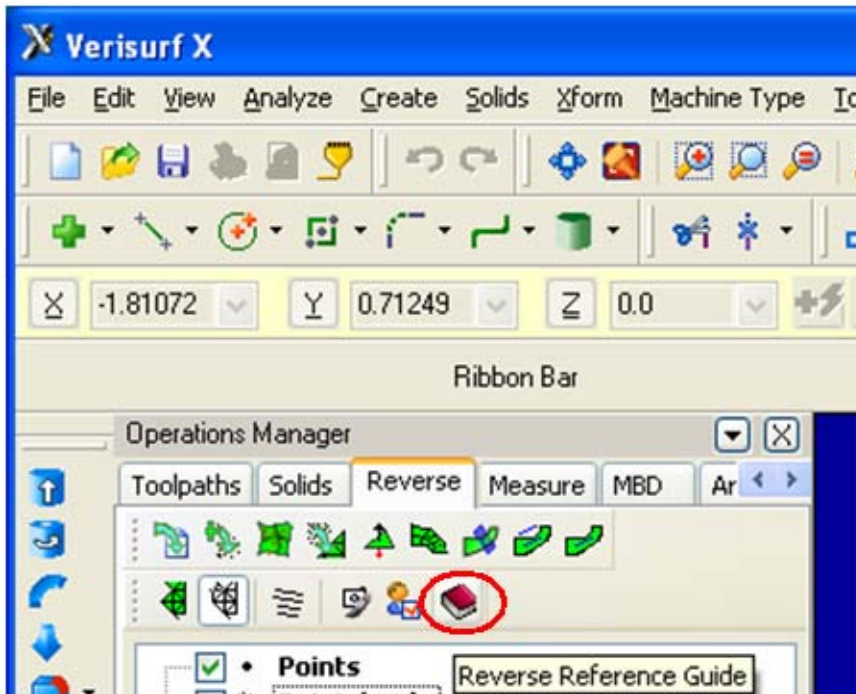 Verisurf X
File Edit View Analyze Create Solids Xform Machine Type
X -1.81072 Y 0.71249 Z 0.0
Ribbon Bar
Operations Manager
Toolpaths Solids Reverse Measure MBD Ar
Points
Reverse Reference Guide